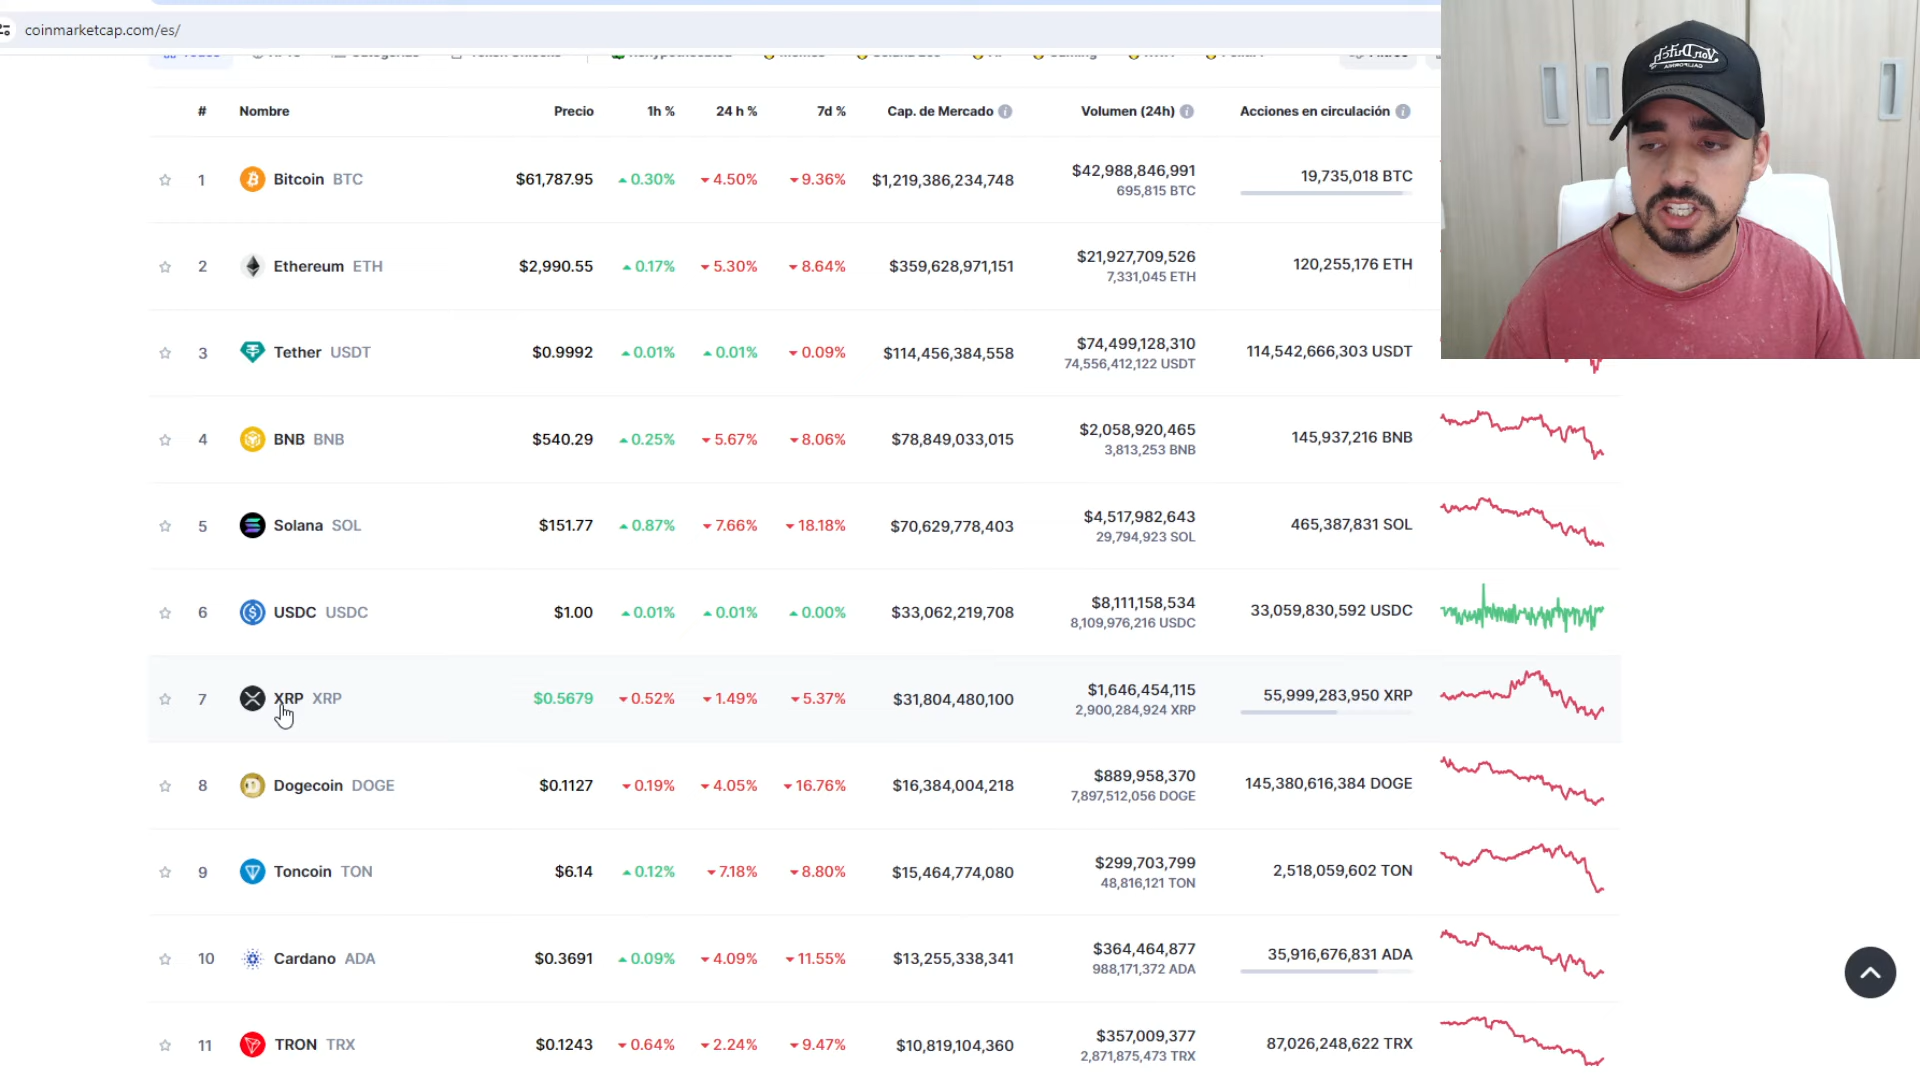 coinmarketcap.com/es/
# Nombre Precio 1h % 24 h % 7d % Cap. de Mercado Volumen (24h) Acciones en circulación
1 Bitcoin BTC $61,787.95 0.30% 4.50% 9.36% $1,219,386,234,748 $42,988,846,991 19,735,018 BTC
695,815 BTC
2 Ethereum ETH $2,990.55 0.17% 5.30% 8.64% $359,628,971,151 $21,927,709,526 120,255,176 ETH
7,331,045 ETH
3 Tether USDT $0.9992 0.01% 0.01% 0.09% $114,456,384,558 $74,499,128,310 114,542,666,303 USDT
74,556,412,122 USDT
4 BNB BNB $540.29 0.25% 5.67% 8.06% $78,849,033,015 $2,058,920,465 145,937,216 BNB
3,813,253 BNB
5 Solana SOL $151.77 0.87% 7.66% 18.18% $70,629,778,403 $4,517,982,643 465,387,831 SOL
29,794,923 SOL
6 USDC USDC $1.00 0.01% 0.01% 0.00% $33,062,219,708 $8,111,158,534 33,059,830,592 USDC
8,109,976,216 USDC
7 XRP XRP $0.5679 0.52% 1.49% 5.37% $31,804,480,100 $1,646,454,115 55,999,283,950 XRP
2,900,284,924 XRP
8 Dogecoin DOGE $0.1127 0.19% 4.05% 16.76% $16,384,004,218 $889,958,370 145,380,616,384 DOGE
7,897,512,056 DOGE
9 Toncoin TON $6.14 0.12% 7.18% 8.80% $15,464,774,080 $299,703,799 2,518,059,602 TON
48,816,121 TON
10 Cardano ADA $0.3691 0.09% 4.09% 11.55% $13,255,338,341 $364,464,877 35,916,676,831 ADA
988,171,372 ADA
11 TRON TRX $0.1243 0.64% 2.24% 9.47% $10,819,104,360 $357,009,377 87,026,248,622 TRX
2,871,875,473 TRX
Von Dutch
CALIFORNIA